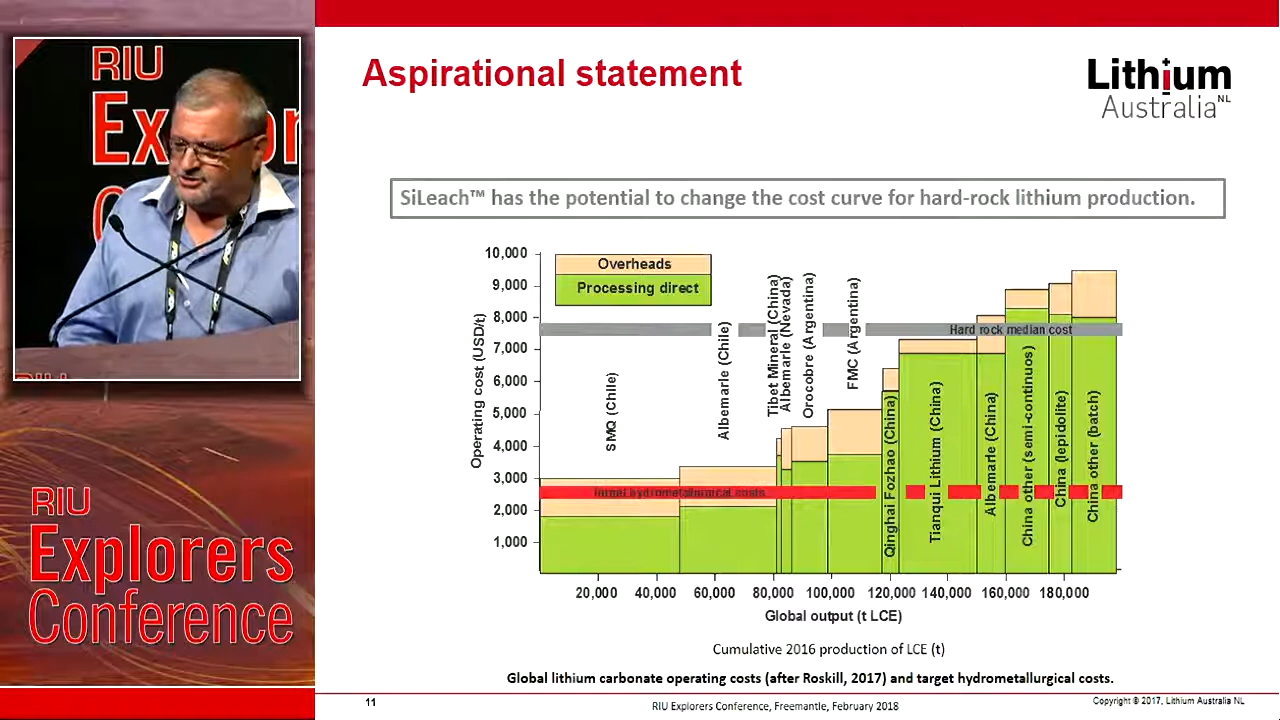 RIU
RIU
Explorers
Conference
Aspirational statement
Lithium
Australia NL
SiLeach™ has the potential to change the cost curve for hard-rock lithium production.
Operating cost (USD/t)
10,000
9,000
8,000
7,000
6,000
5,000
4,000
3,000
2,000
1,000
Overheads
Processing direct
Hard rock median cost
Target hydrometallurgical costs
SMQ (Chile)
Albemarle (Chile)
Tibet Mineral (China)
Albemarle (Nevada)
Orocobre (Argentina)
FMC (Argentina)
Qinghai Fozhao (China)
Tianqui Lithium (China)
Albemarle (China)
China other (semi-continuos)
China (lepidolite)
China other (batch)
20,000 40,000 60,000 80,000 100,000 120,000 140,000 160,000 180,000
Global output (t LCE)
Cumulative 2016 production of LCE (t)
Global lithium carbonate operating costs (after Roskill, 2017) and target hydrometallurgical costs.
11
RIU Explorers Conference, Freemantle, February 2018
Copyright © 2017, Lithium Australia NL